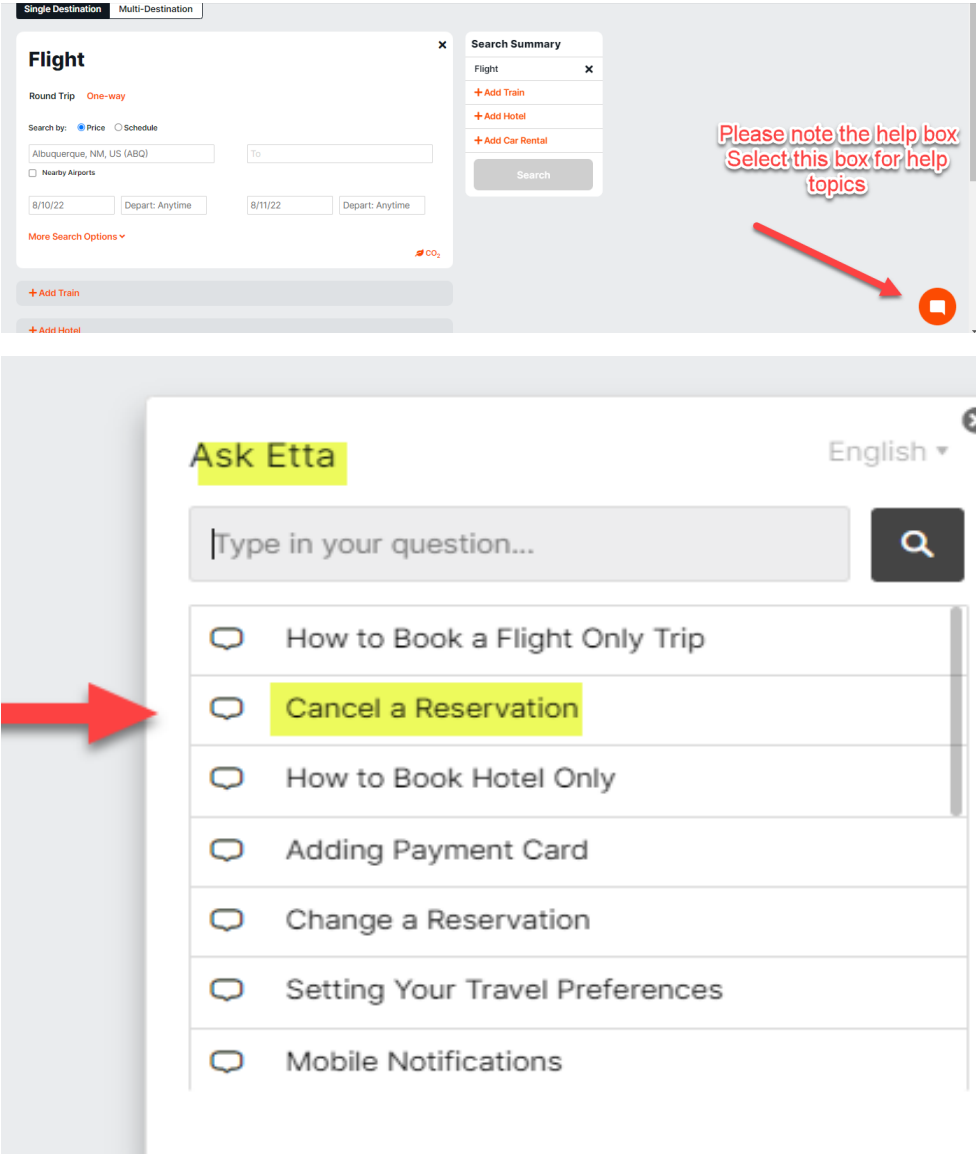 Single Destination Multi-Destination
Flight
Round Trip One-way
Search by: Price Schedule
Albuquerque, NM, US (ABQ) To
Nearby Airports
8/10/22 Depart: Anytime 8/11/22 Depart: Anytime
More Search Options
CO2
+ Add Train
+ Add Hotel
Search Summary
Flight
+ Add Train
+ Add Hotel
+ Add Car Rental
Search
Please note the help box
Select this box for help
topics
Ask Etta
English
Type in your question...
How to Book a Flight Only Trip
Cancel a Reservation
How to Book Hotel Only
Adding Payment Card
Change a Reservation
Setting Your Travel Preferences
Mobile Notifications